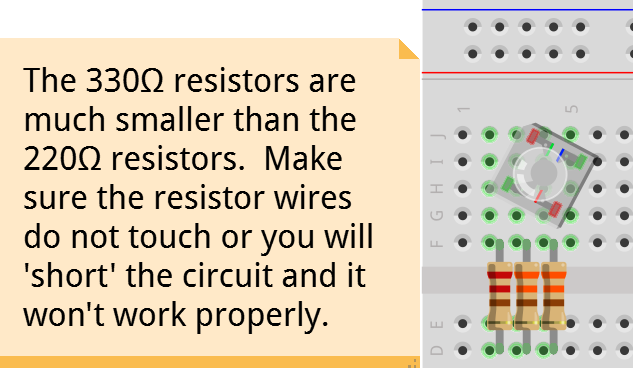 The 330Ω resistors are
much smaller than the
220Ω resistors.  Make
sure the resistor wires
do not touch or you will
'short' the circuit and it
won't work properly.
1
5
J
I
H
G
F
E
D